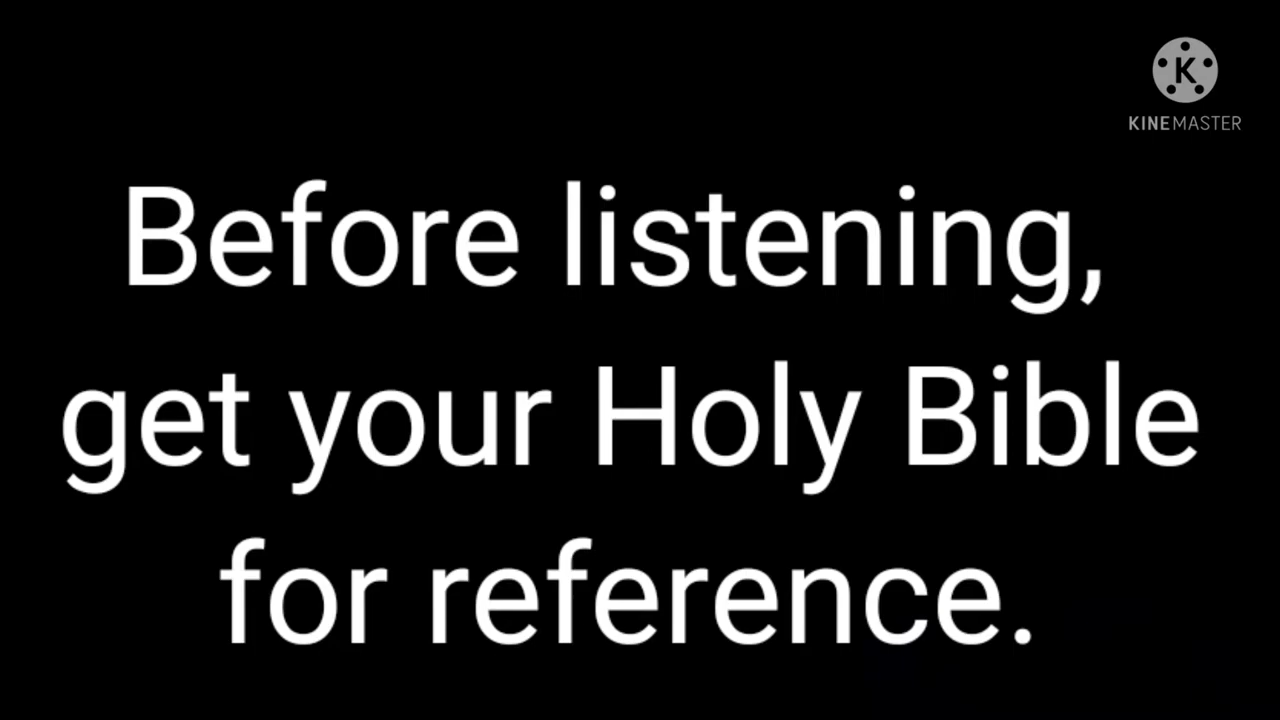 K
KINEMASTER
Before listening,
get your Holy Bible
for reference.